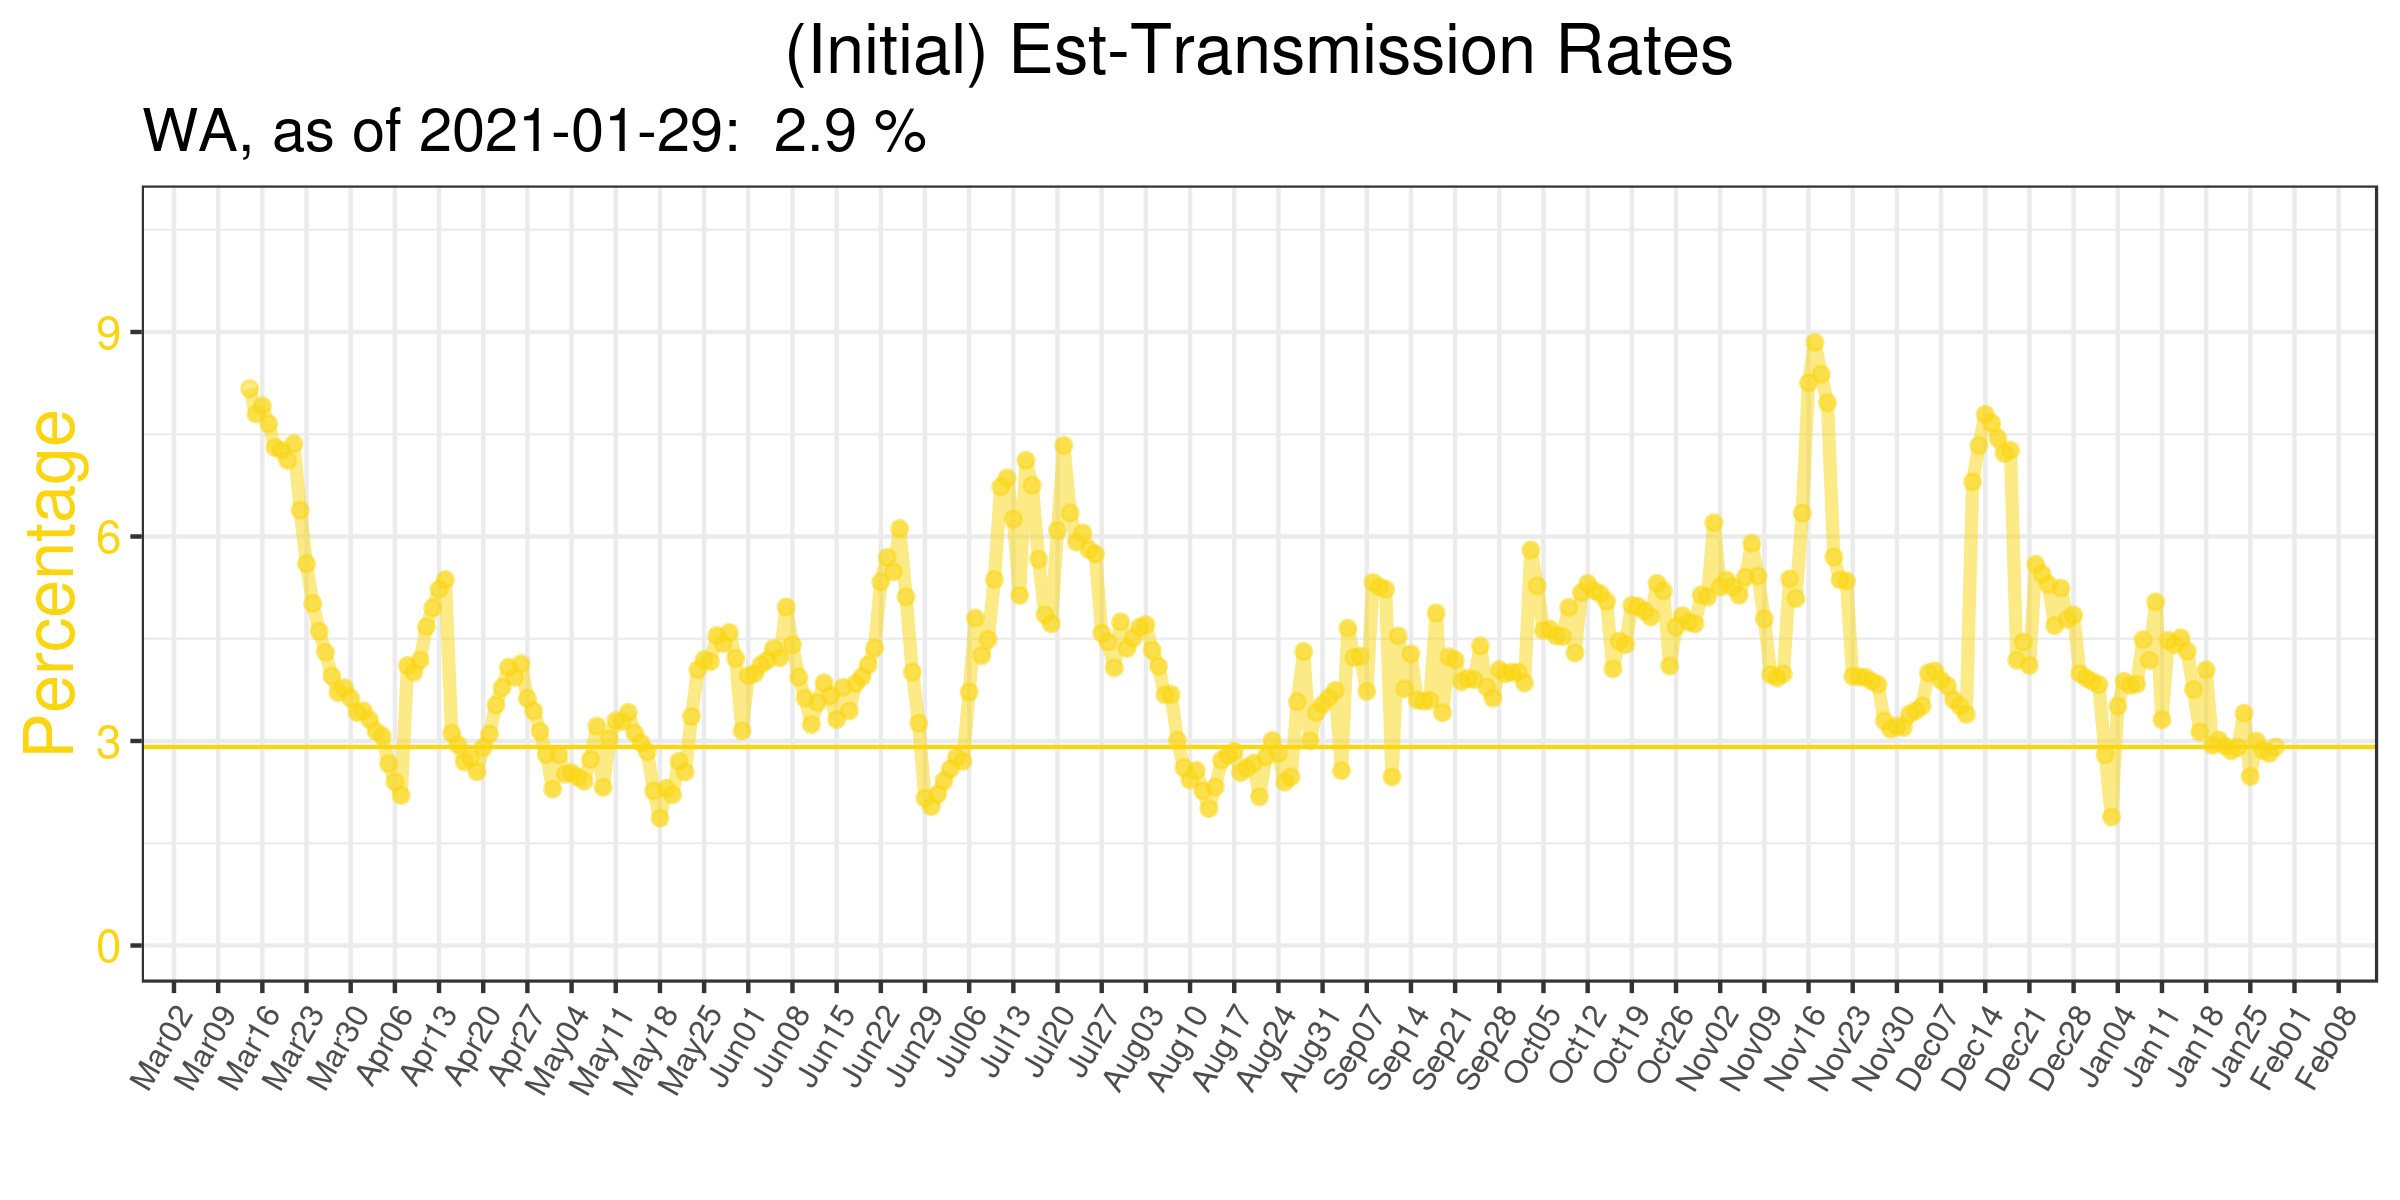 (Initial) Est-Transmission Rates
WA, as of 2021-01-29:  2.9 %
Percentage
9
6
3
0
Mar02
Mar09
Mar16
Mar23
Mar30
Apr06
Apr13
Apr20
Apr27
May04
May11
May18
May25
Jun01
Jun08
Jun15
Jun22
Jun29
Jul06
Jul13
Jul20
Jul27
Aug03
Aug10
Aug17
Aug24
Aug31
Sep07
Sep14
Sep21
Sep28
Oct05
Oct12
Oct19
Oct26
Nov02
Nov09
Nov16
Nov23
Nov30
Dec07
Dec14
Dec21
Dec28
Jan04
Jan11
Jan18
Jan25
Feb01
Feb08